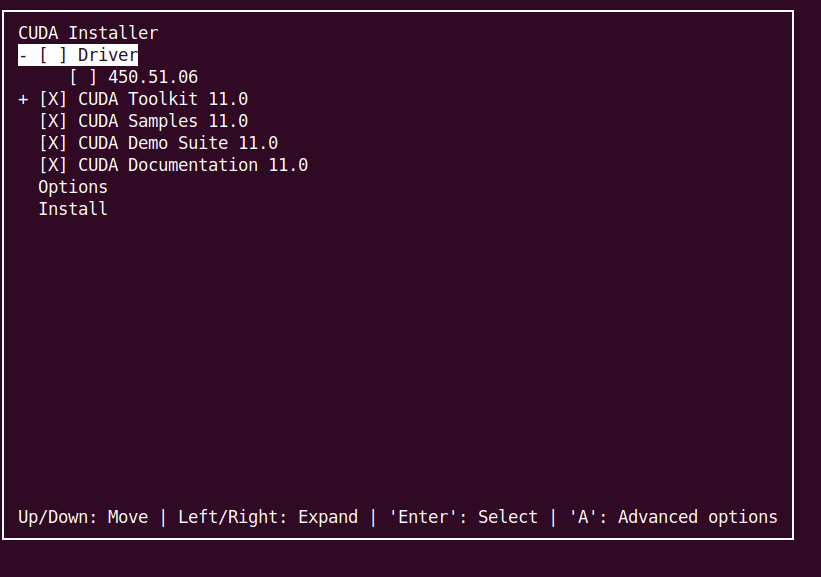 CUDA Installer
- [ ] Driver
[ ] 450.51.06
+ [X] CUDA Toolkit 11.0
[X] CUDA Samples 11.0
[X] CUDA Demo Suite 11.0
[X] CUDA Documentation 11.0
Options
Install
Up/Down: Move | Left/Right: Expand | 'Enter': Select | 'A': Advanced options